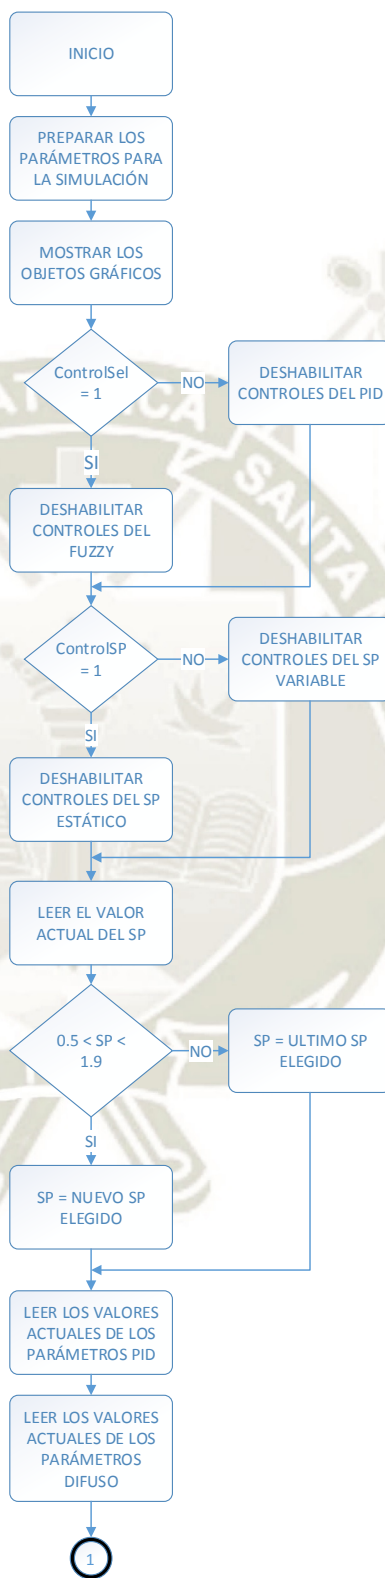 INICIO
PREPARAR LOS
PARÁMETROS PARA
LA SIMULACIÓN
MOSTRAR LOS
OBJETOS GRÁFICOS
ControlSel
= 1
NO
DESHABILITAR
CONTROLES DEL PID
SI
DESHABILITAR
CONTROLES DEL
FUZZY
ControlSP
= 1
NO
DESHABILITAR
CONTROLES DEL SP
VARIABLE
SI
DESHABILITAR
CONTROLES DEL SP
ESTÁTICO
LEER EL VALOR
ACTUAL DEL SP
0.5 < SP <
1.9
NO
SP = ULTIMO SP
ELEGIDO
SI
SP = NUEVO SP
ELEGIDO
LEER LOS VALORES
ACTUALES DE LOS
PARÁMETROS PID
LEER LOS VALORES
ACTUALES DE LOS
PARÁMETROS
DIFUSO
1
SANTA